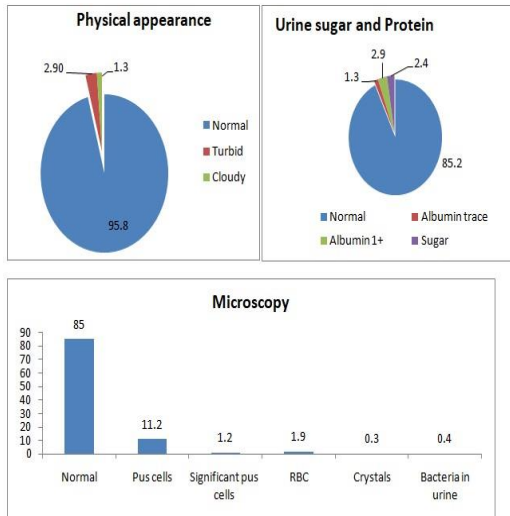 Physical appearance
2.90
1.3
95.8
Normal
Turbid
Cloudy
Urine sugar and Protein
2.9
2.4
1.3
85.2
Normal
Albumin trace
Albumin 1+
Sugar
Microscopy
90
80
70
60
50
40
30
20
10
0
85
11.2
1.2
1.9
0.3
0.4
Normal
Pus cells
Significant pus
cells
RBC
Crystals
Bacteria in
urine